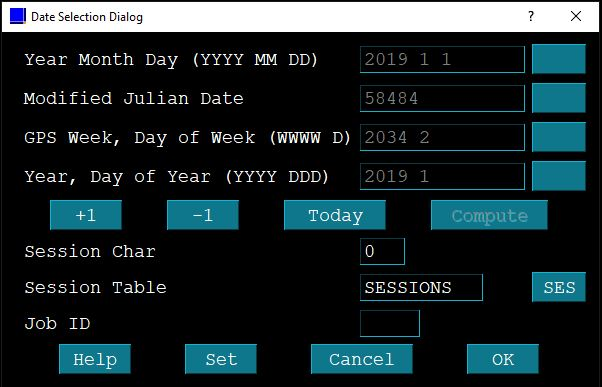 Date Selection Dialog ? ×
Year Month Day (YYYY MM DD) 2019 1 1
Modified Julian Date 58484
GPS Week, Day of Week (WWWW D) 2034 2
Year, Day of Year (YYYY DDD) 2019 1
+1 -1 Today Compute
Session Char 0
Session Table SESSIONS SES
Job ID
Help Set Cancel OK